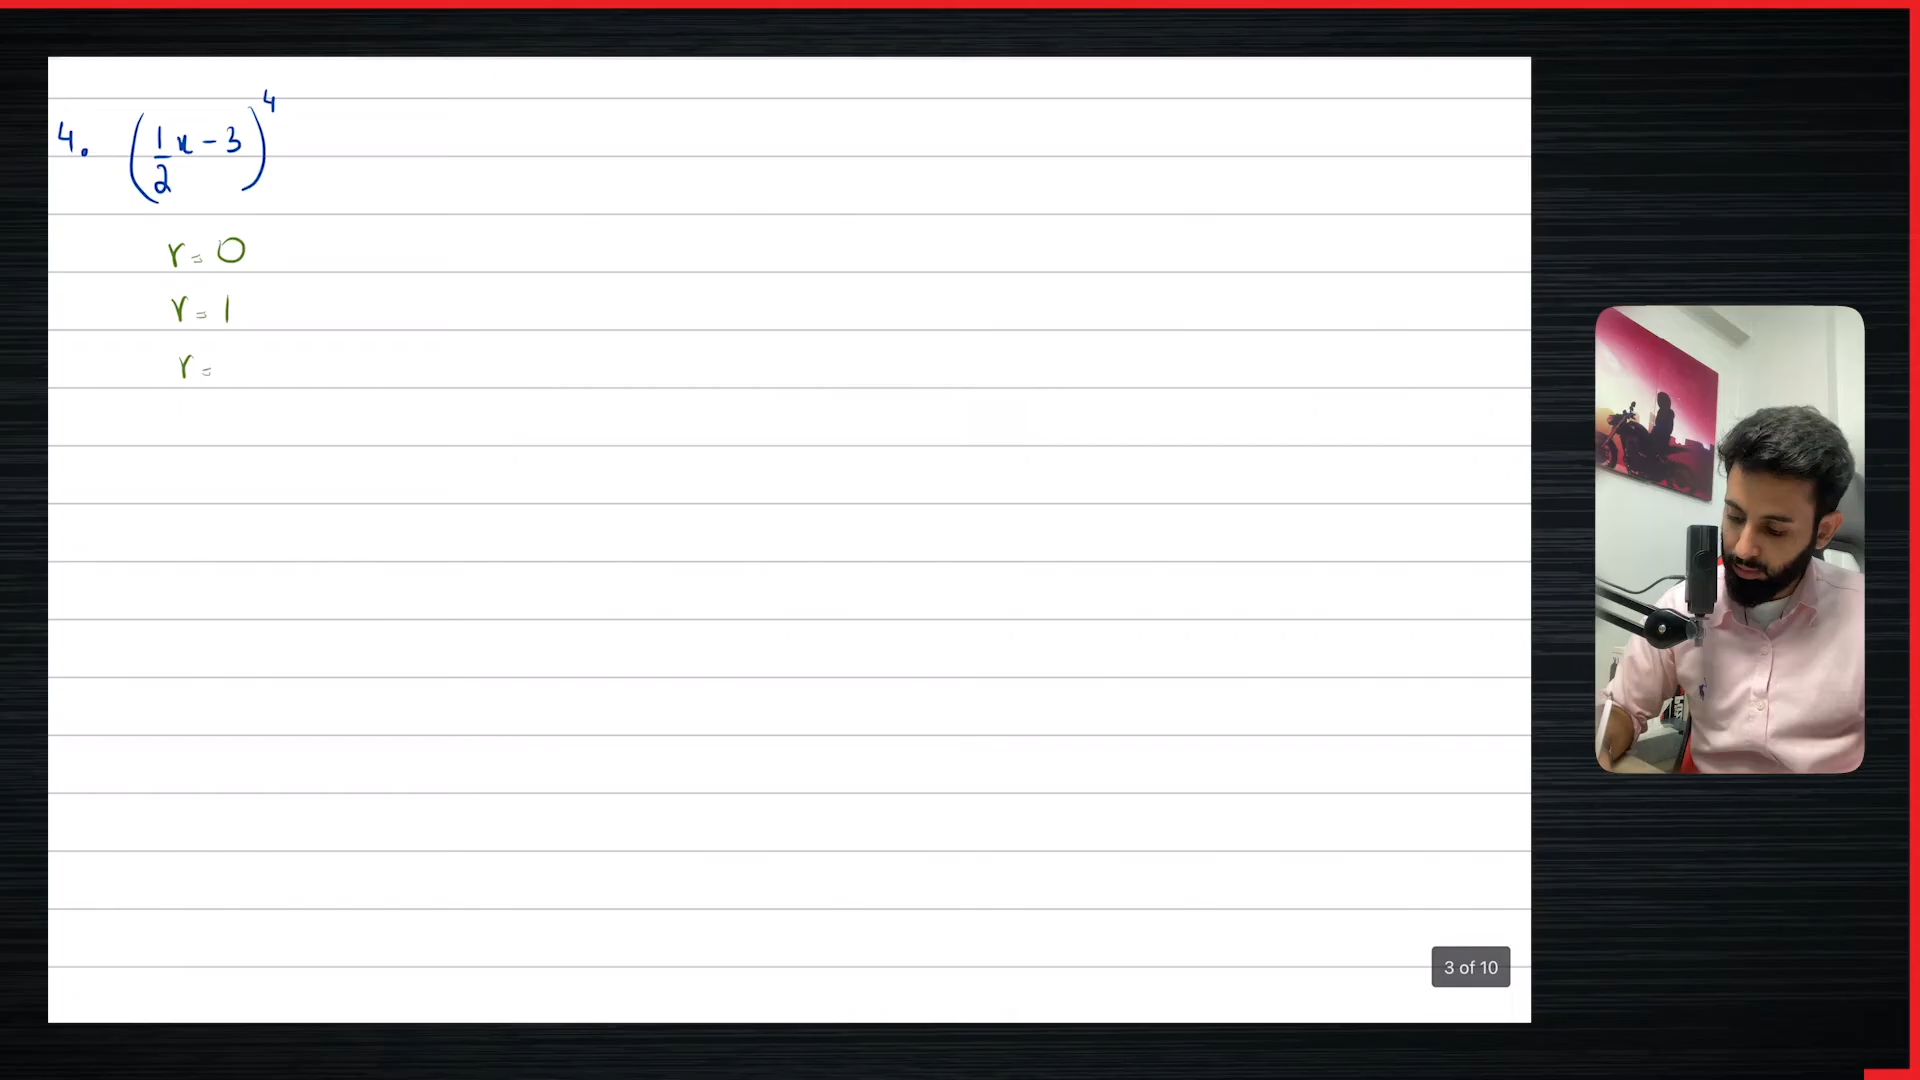 4. (1/2 x - 3)^4
r = 0
r = 1
r =
3 of 10